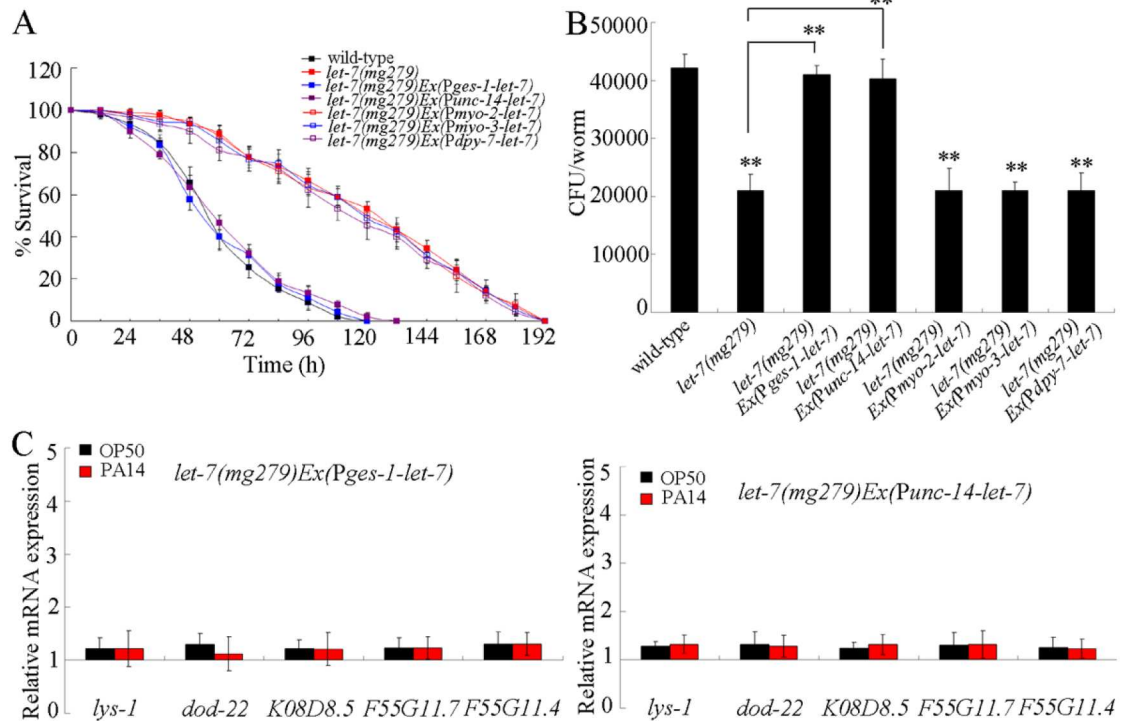 A
wild-type
let-7(mg279)
let-7(mg279)Ex(Pges-1-let-7)
let-7(mg279)Ex(Punc-14-let-7)
let-7(mg279)Ex(Pmyo-2-let-7)
let-7(mg279)Ex(Pmyo-3-let-7)
let-7(mg279)Ex(Pdpy-7-let-7)
% Survival
120
100
80
60
40
20
0
0 24 48 72 96 120 144 168 192
Time (h)
B
CFU/worm
50000
40000
30000
20000
10000
0
**
**
** ** ** **
wild-type
let-7(mg279)
let-7(mg279)
Ex(Pges-1-let-7)
let-7(mg279)
Ex(Punc-14-let-7)
let-7(mg279)
Ex(Pmyo-2-let-7)
let-7(mg279)
Ex(Pmyo-3-let-7)
let-7(mg279)
Ex(Pdpy-7-let-7)
C
Relative mRNA expression
5
4
3
2
1
0
OP50
PA14
let-7(mg279)Ex(Pges-1-let-7)
lys-1 dod-22 K08D8.5 F55G11.7 F55G11.4
Relative mRNA expression
5
4
3
2
1
0
OP50
PA14
let-7(mg279)Ex(Punc-14-let-7)
lys-1 dod-22 K08D8.5 F55G11.7 F55G11.4